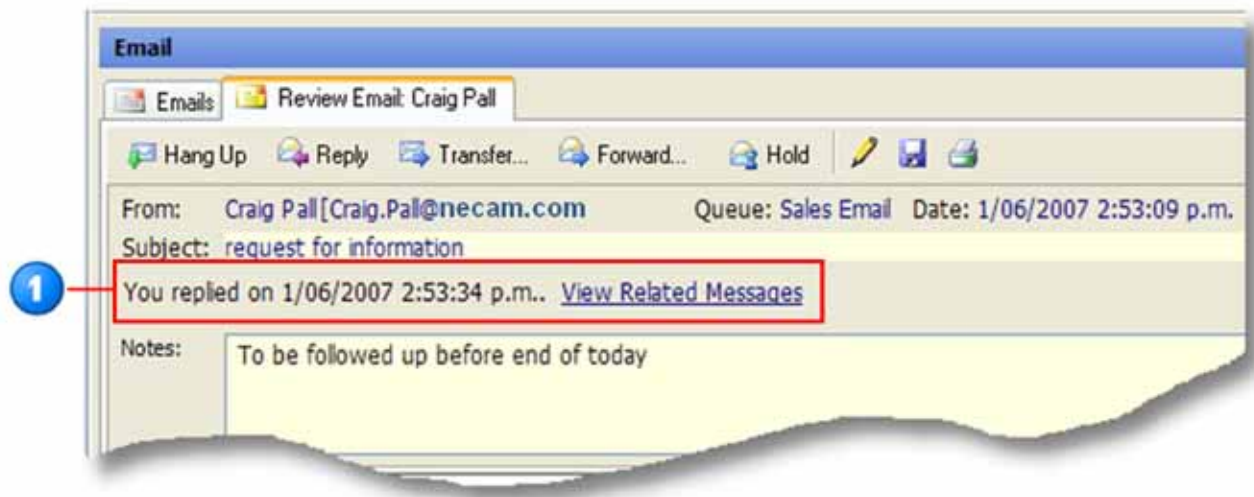 Email
Emails Review Email: Craig Pall
Hang Up Reply Transfer... Forward... Hold
From: Craig Pall[Craig.Pall@necam.com Queue: Sales Email Date: 1/06/2007 2:53:09 p.m.
Subject: request for information
1 You replied on 1/06/2007 2:53:34 p.m.. View Related Messages
Notes: To be followed up before end of today